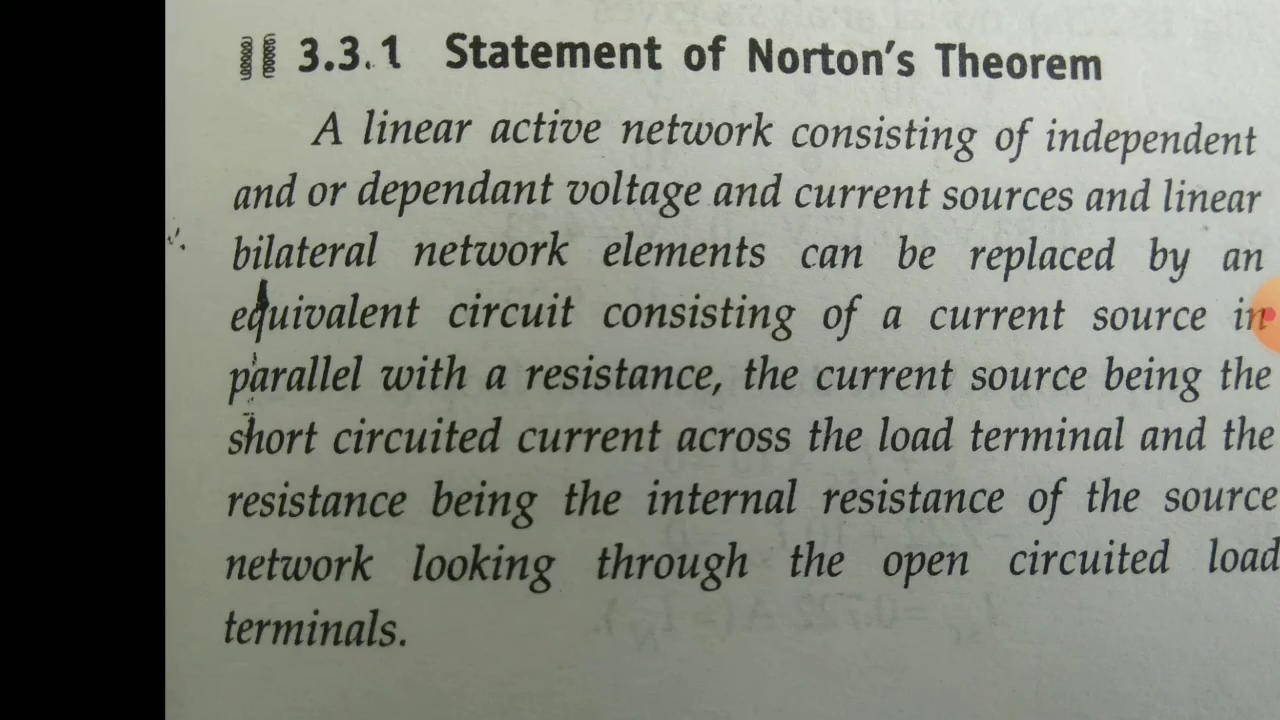 3.3.1 Statement of Norton's Theorem
A linear active network consisting of independent
and or dependant voltage and current sources and linear
bilateral network elements can be replaced by an
equivalent circuit consisting of a current source in
parallel with a resistance, the current source being the
short circuited current across the load terminal and the
resistance being the internal resistance of the source
network looking through the open circuited load
terminals.